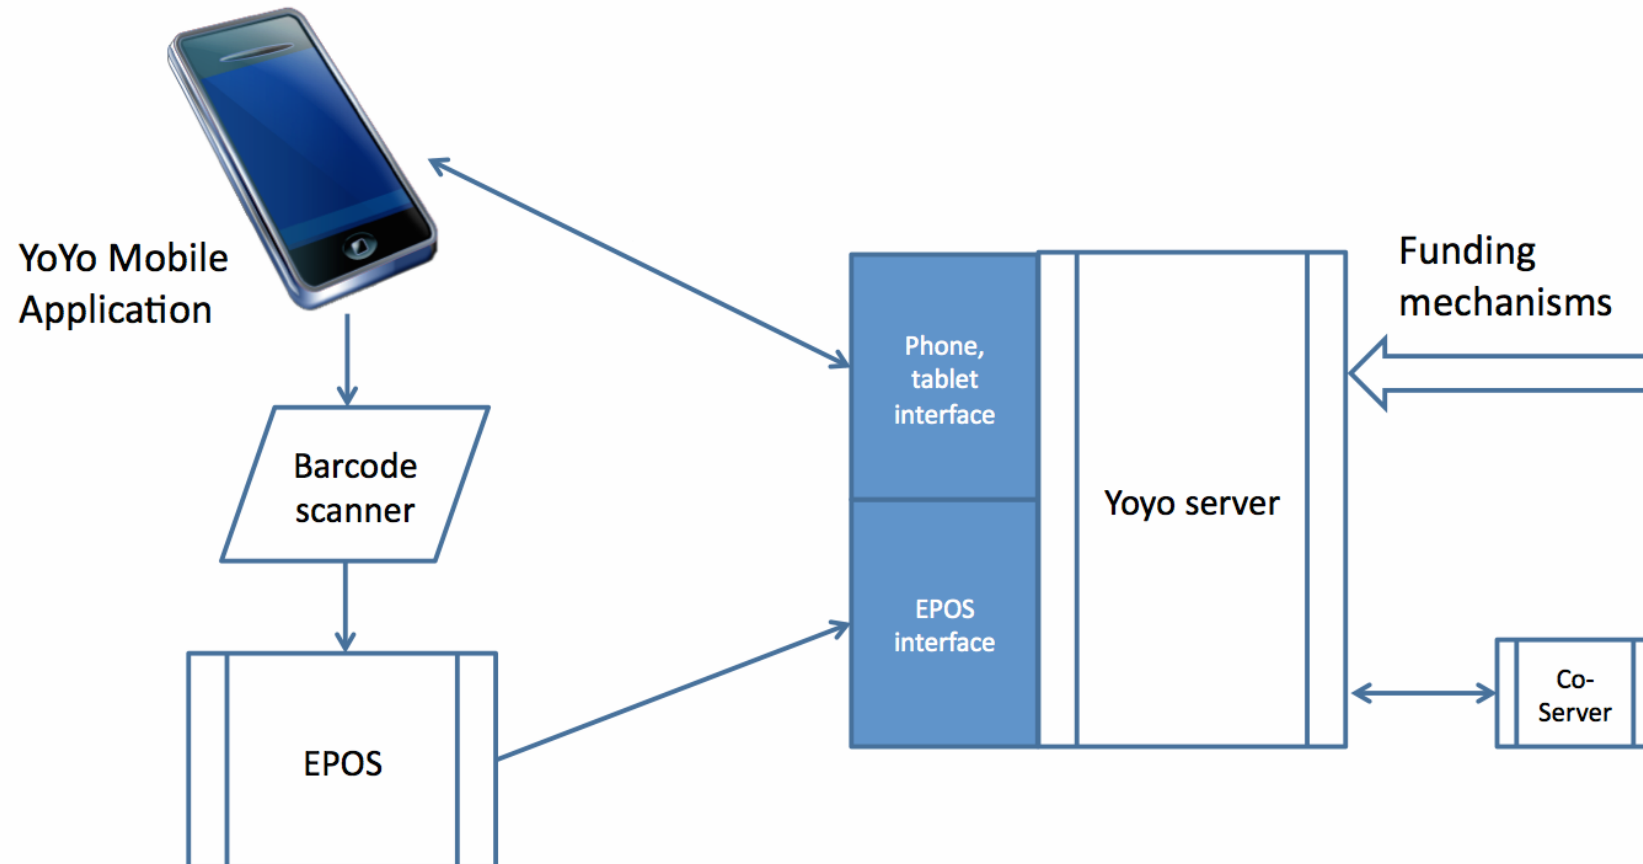 YoYo Mobile
Application
Barcode
scanner
EPOS
Phone,
tablet
interface
EPOS
interface
Yoyo server
Funding
mechanisms
Co-
Server